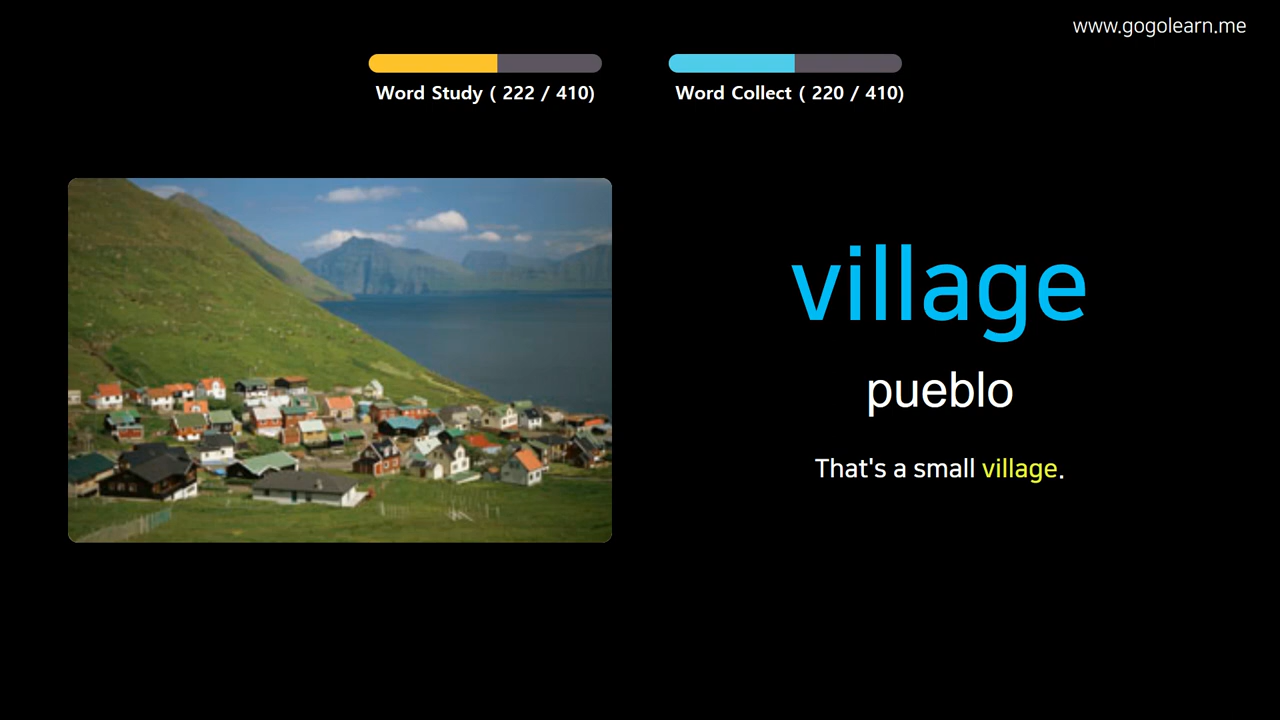 www.gogolearn.me
Word Study ( 222 / 410)
Word Collect ( 220 / 410)
village
pueblo
That's a small village.